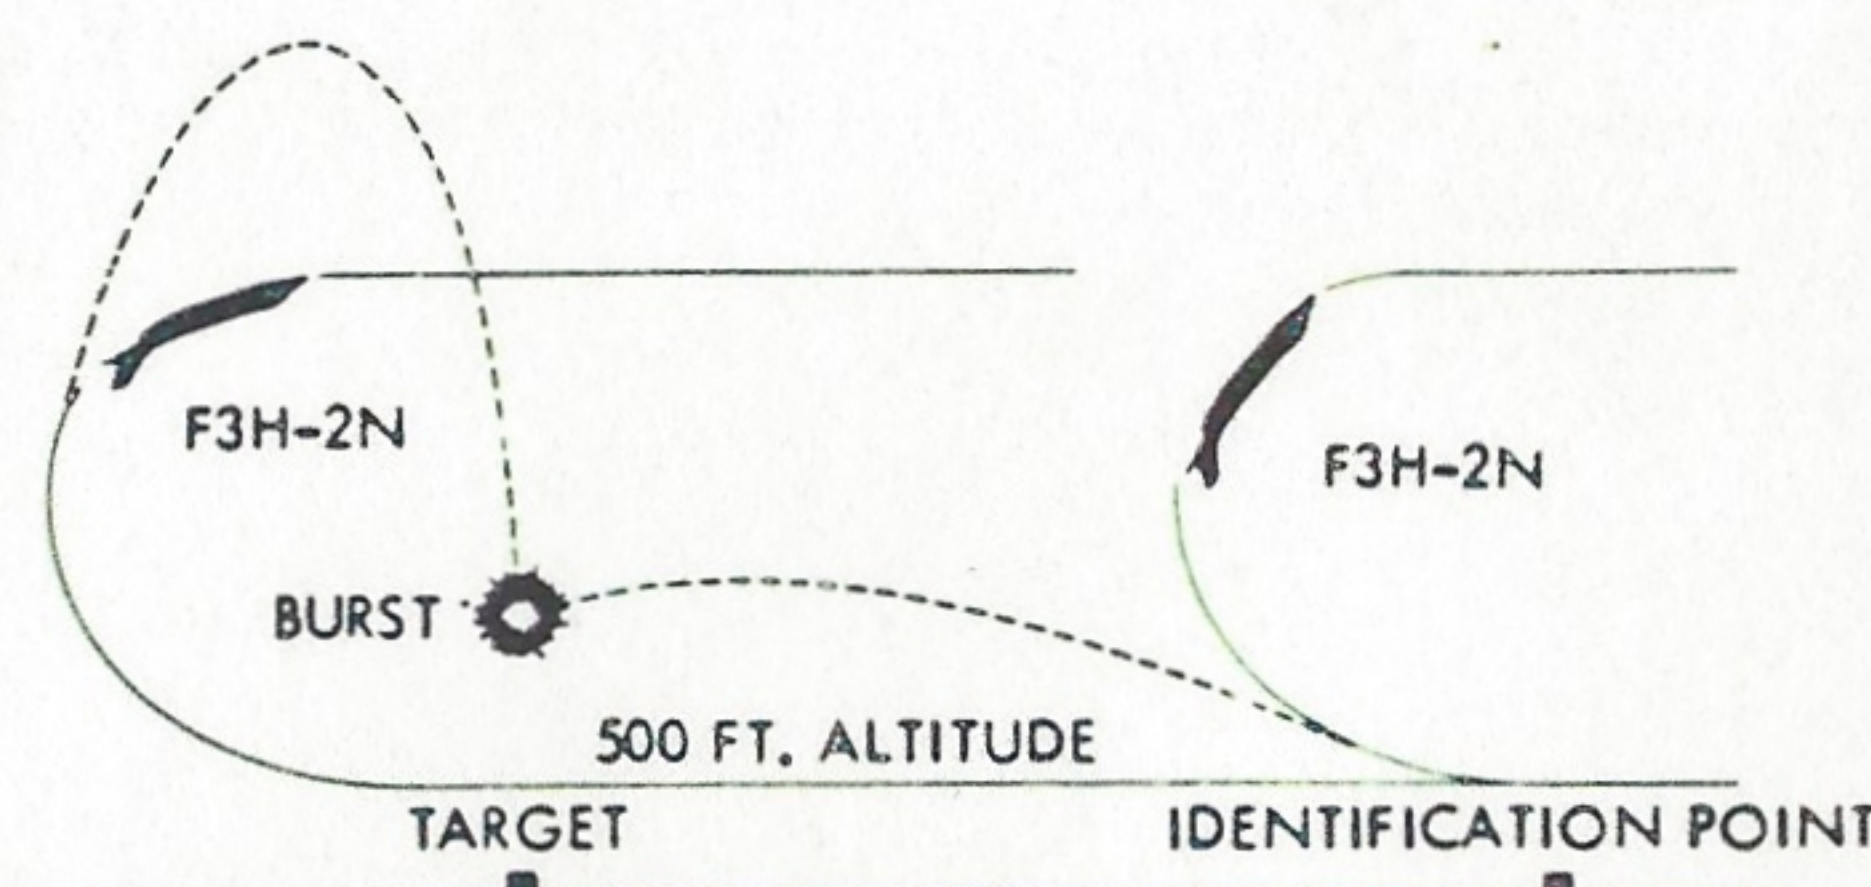 F3H-2N
F3H-2N
BURST
500 FT. ALTITUDE
TARGET
IDENTIFICATION POINT